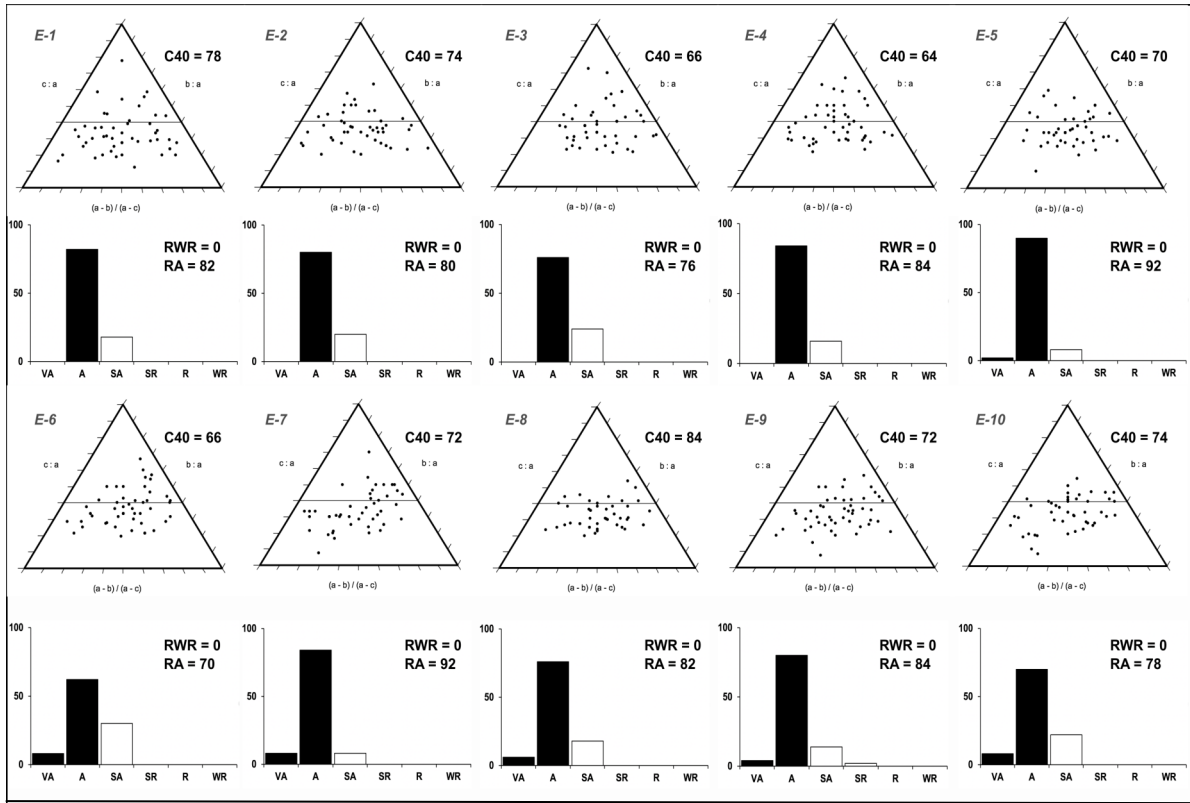 E-1
C40 = 78
c : a
b : a
(a - b) / (a - c)
E-2
C40 = 74
c : a
b : a
(a - b) / (a - c)
E-3
C40 = 66
c : a
b : a
(a - b) / (a - c)
E-4
C40 = 64
c : a
b : a
(a - b) / (a - c)
E-5
C40 = 70
c : a
b : a
(a - b) / (a - c)
100
50
0
RWR = 0
RA = 82
VA A SA SR R WR
100
50
0
RWR = 0
RA = 80
VA A SA SR R WR
100
50
0
RWR = 0
RA = 76
VA A SA SR R WR
100
50
0
RWR = 0
RA = 84
VA A SA SR R WR
100
50
0
RWR = 0
RA = 92
VA A SA SR R WR
E-6
C40 = 66
c : a
b : a
(a - b) / (a - c)
E-7
C40 = 72
c : a
b : a
(a - b) / (a - c)
E-8
C40 = 84
c : a
b : a
(a - b) / (a - c)
E-9
C40 = 72
c : a
b : a
(a - b) / (a - c)
E-10
C40 = 74
c : a
b : a
(a - b) / (a - c)
100
50
0
RWR = 0
RA = 70
VA A SA SR R WR
100
50
0
RWR = 0
RA = 92
VA A SA SR R WR
100
50
0
RWR = 0
RA = 82
VA A SA SR R WR
100
50
0
RWR = 0
RA = 84
VA A SA SR R WR
100
50
0
RWR = 0
RA = 78
VA A SA SR R WR